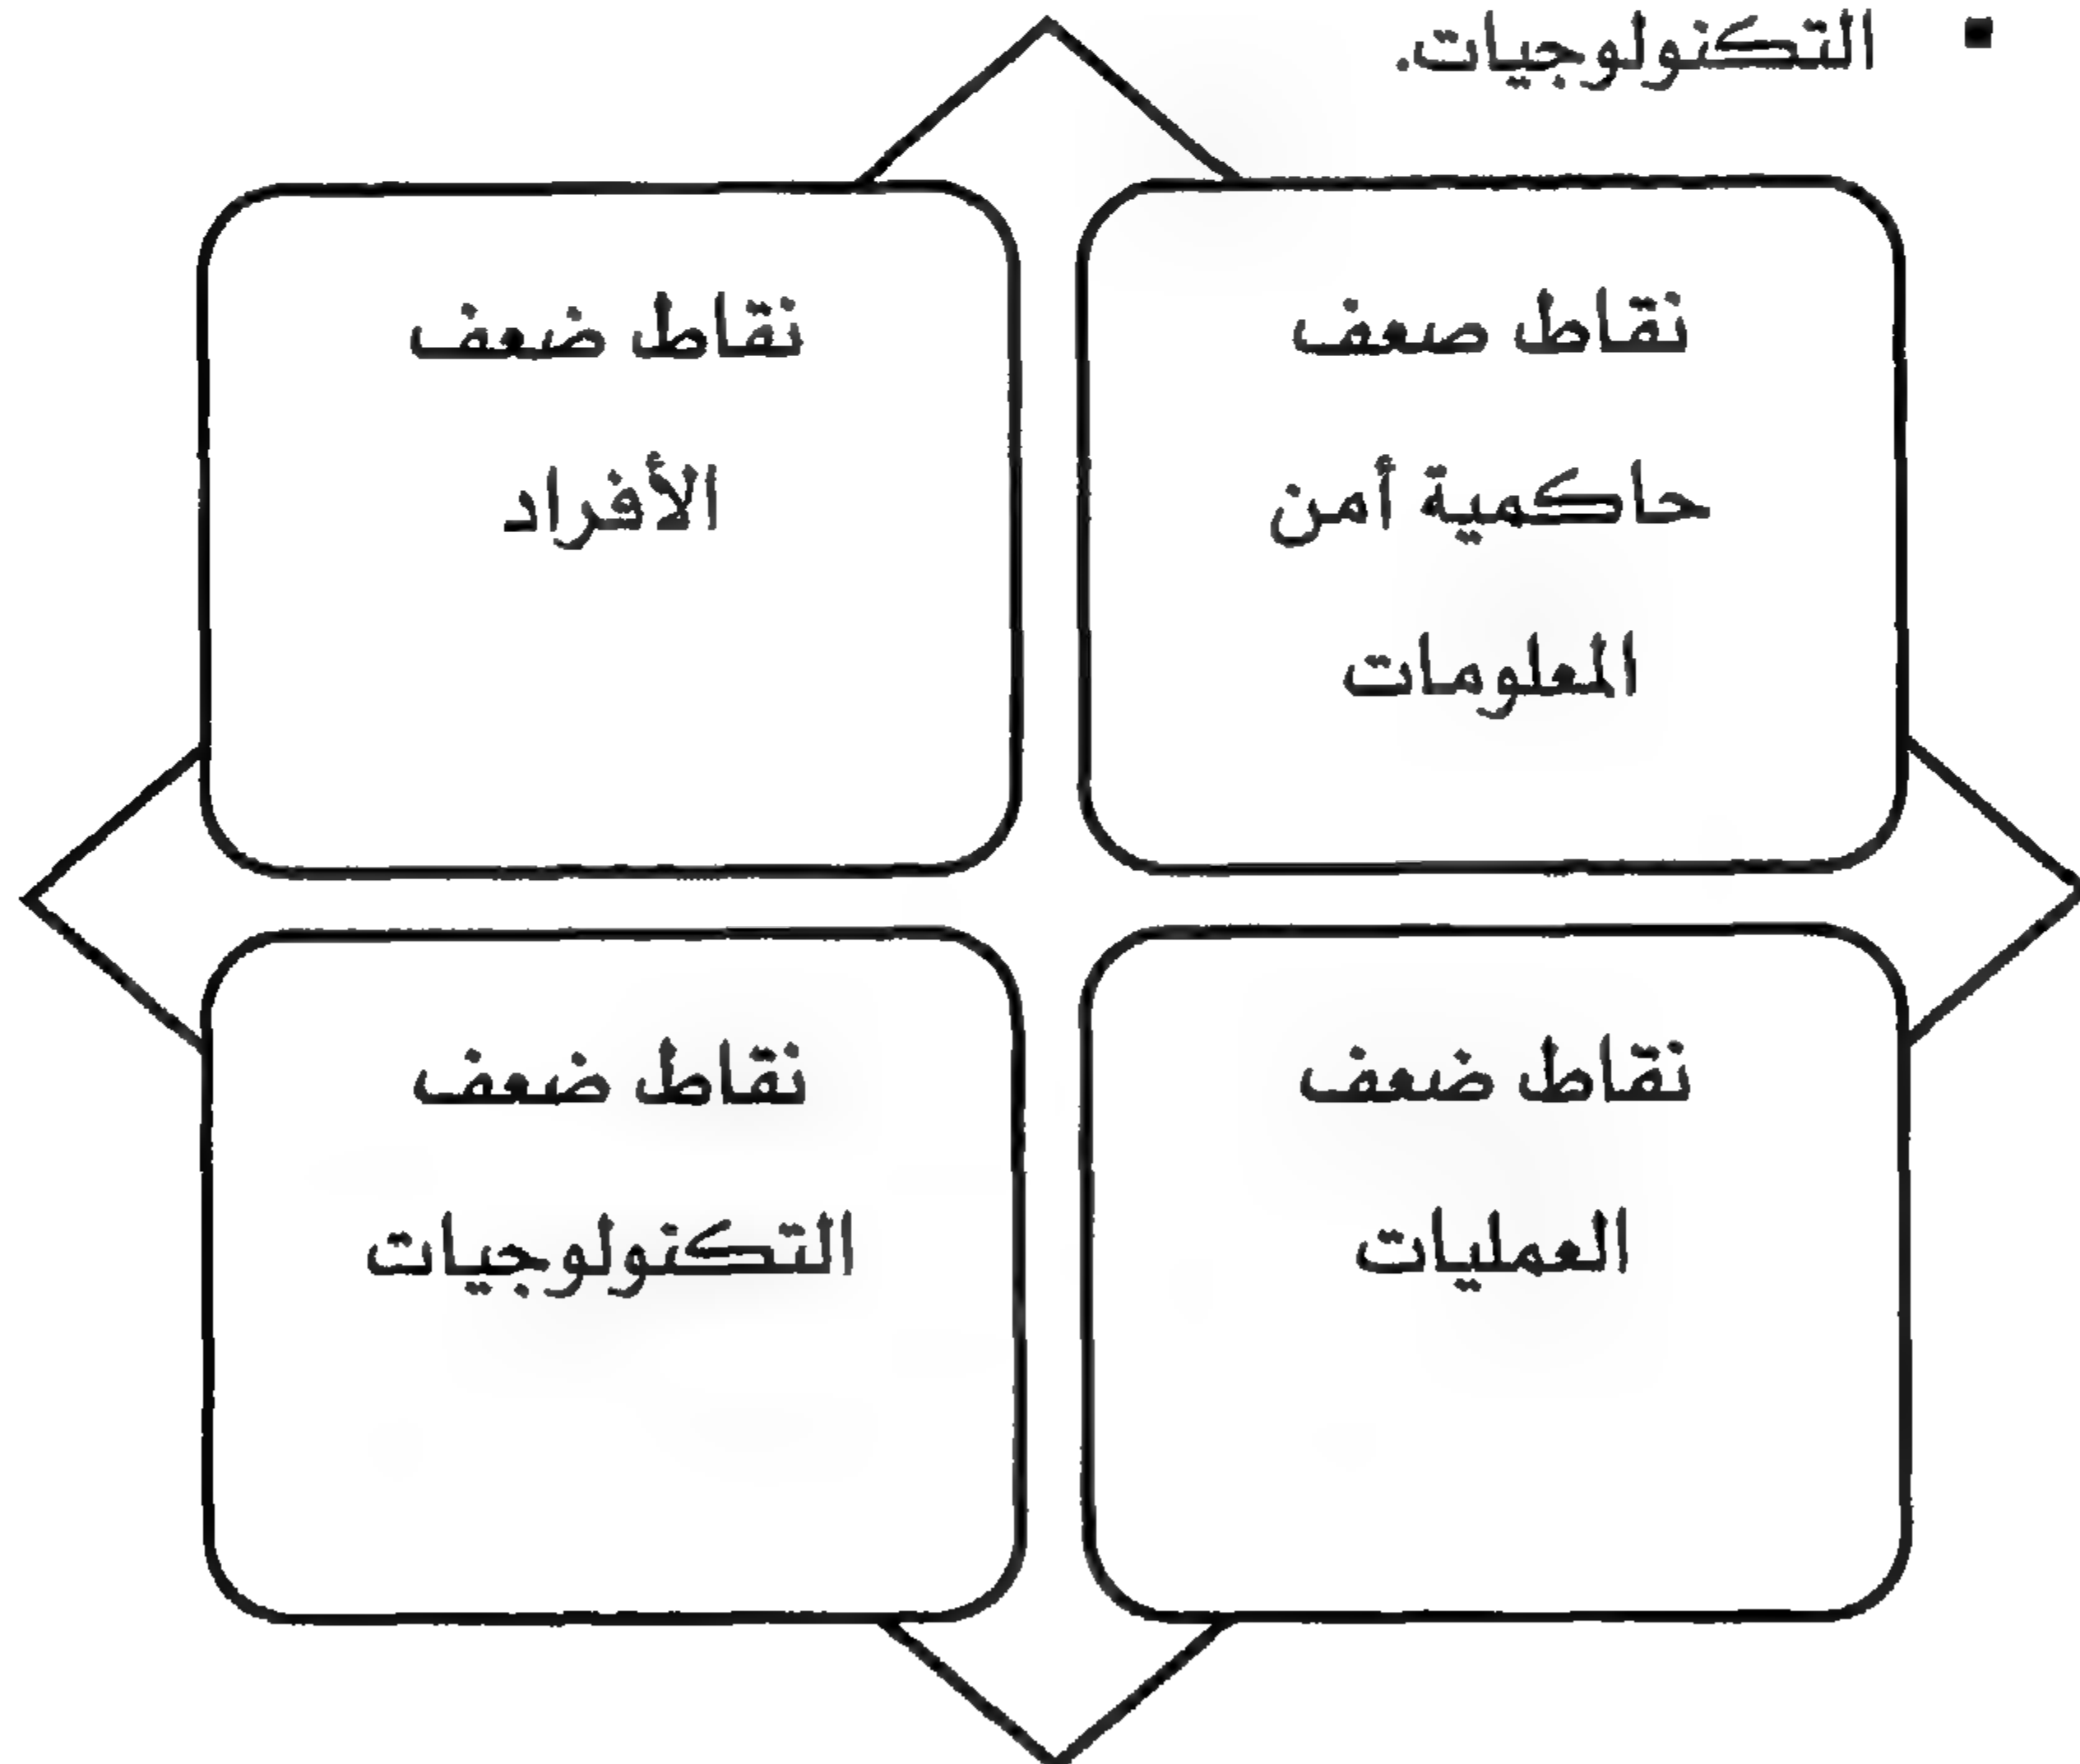 ▪ التكنولوجيات.
نقاط صعف
حاكمية أمن
المعلومات
نقاط ضعف
الأفراد
نقاط ضعف
العمليات
نقاط ضعف
التكنولوجيات